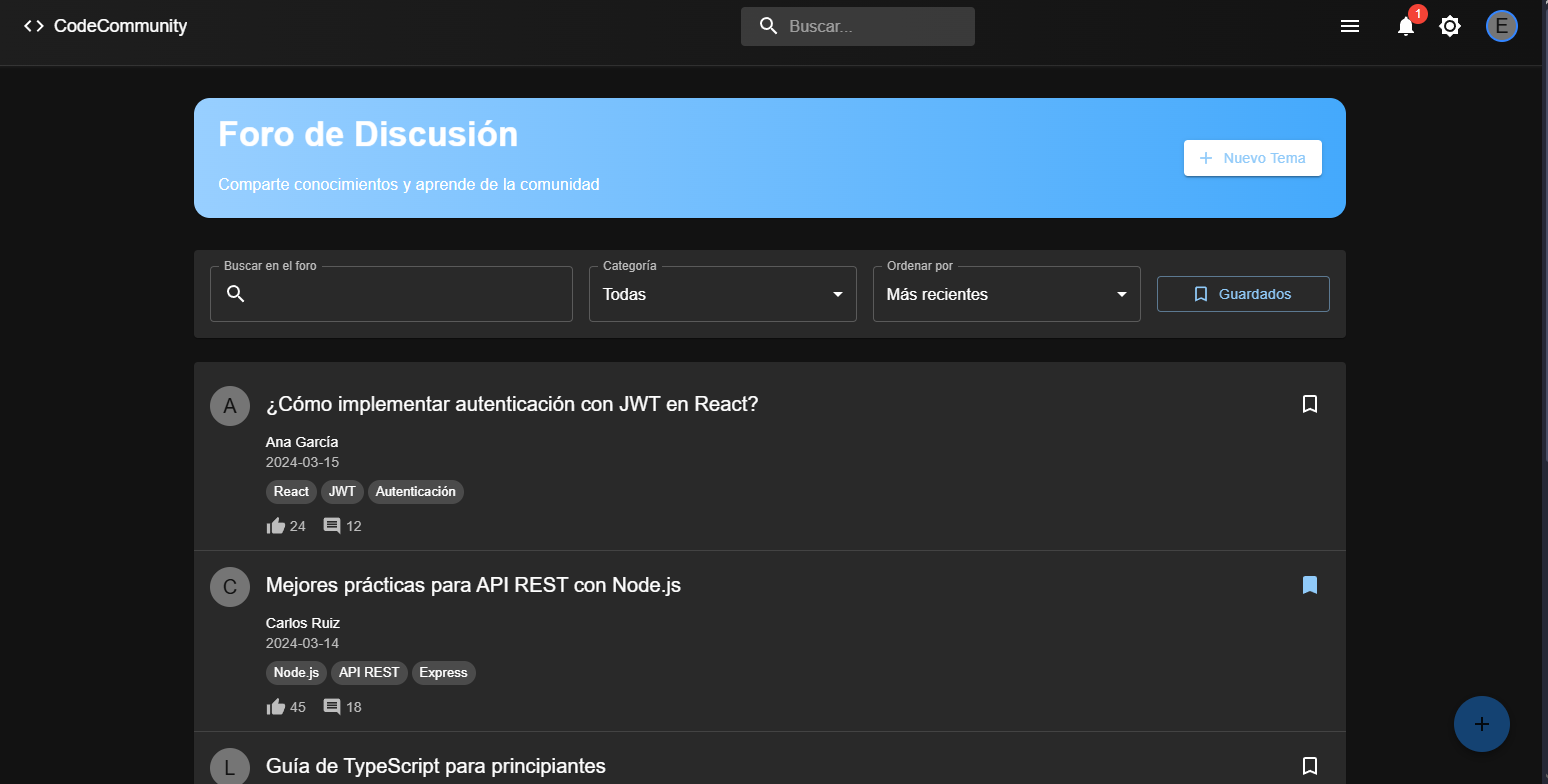 CodeCommunity
Buscar...
1
E
Foro de Discusión
Comparte conocimientos y aprende de la comunidad
Nuevo Tema
Buscar en el foro
Categoría
Todas
Ordenar por
Más recientes
Guardados
A
¿Cómo implementar autenticación con JWT en React?
Ana García
2024-03-15
React JWT Autenticación
24 12
C
Mejores prácticas para API REST con Node.js
Carlos Ruiz
2024-03-14
Node.js API REST Express
45 18
L
Guía de TypeScript para principiantes